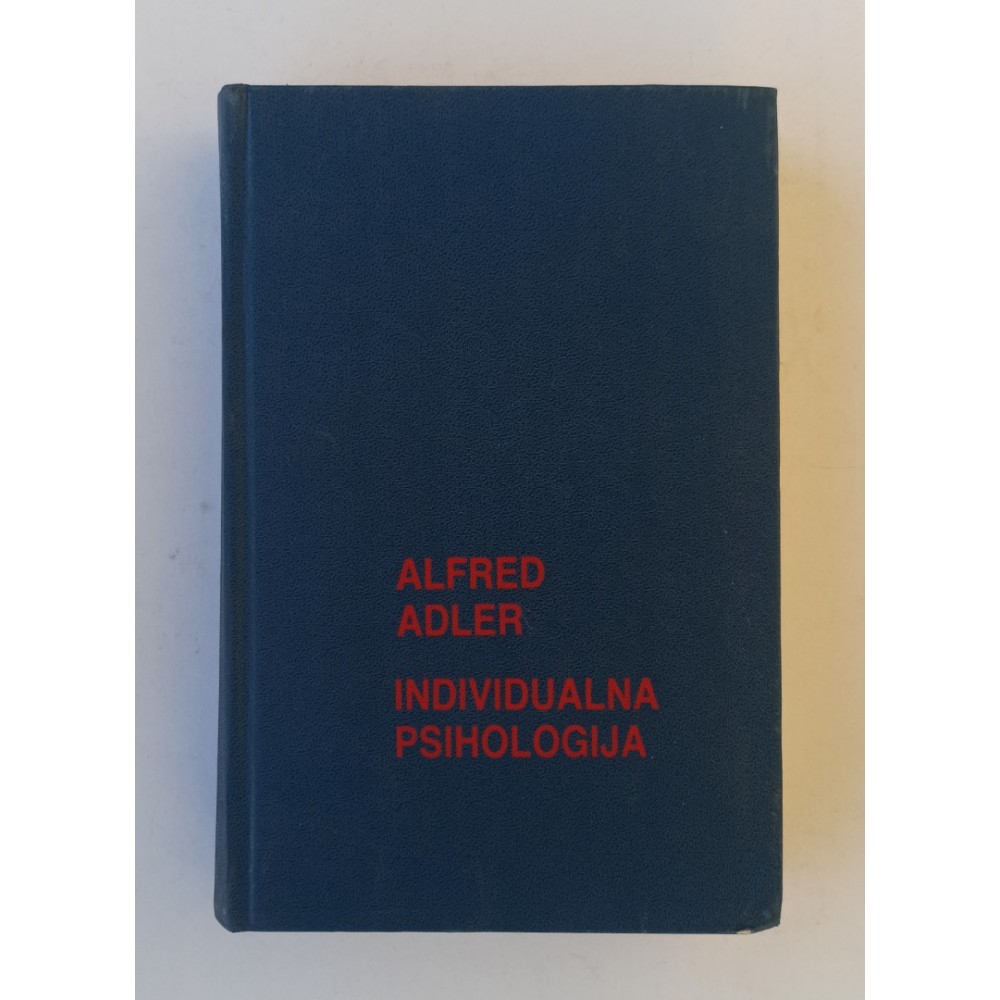 ALFRED
ADLER
INDIVIDUALNA
PSIHOLOGIJA